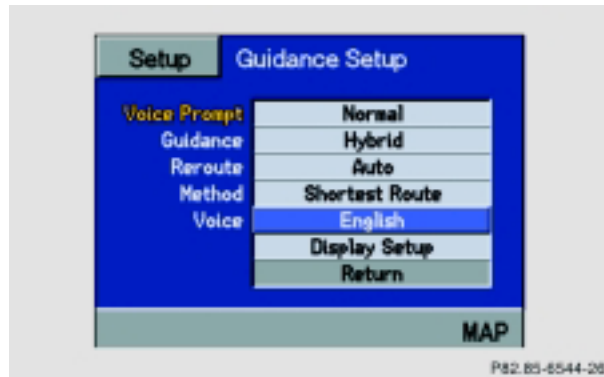 Setup Guidance Setup
Voice Prompt Normal
Guidance Hybrid
Reroute Auto
Method Shortest Route
Voice English
Display Setup
Return
MAP
P82.85-6544-26